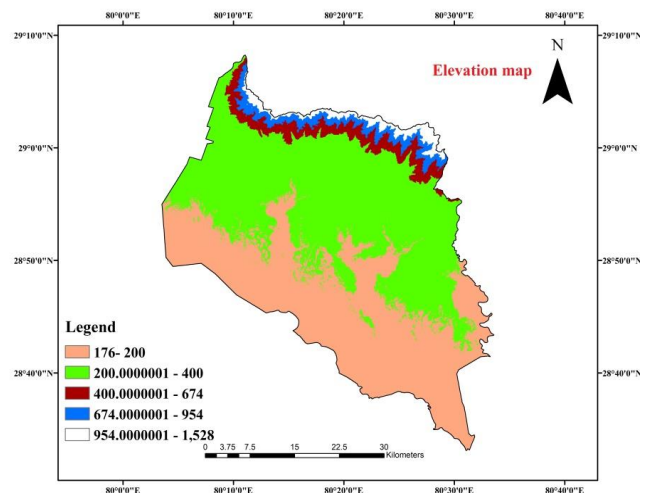 80°0'0"N 80°10'0"N 80°20'0"N 80°30'0"N 80°40'0"N
29°10'0"N 29°10'0"N
N
Elevation map
29°0'0"N 29°0'0"N
28°50'0"N 28°50'0"N
Legend
176- 200
200.0000001 - 400
28°40'0"N 28°40'0"N
400.0000001 - 674
674.0000001 - 954
954.0000001 - 1,528
0 3.75 7.5 15 22.5 30
Kilometers
80°0'0"N 80°10'0"N 80°20'0"N 80°30'0"N 80°40'0"N